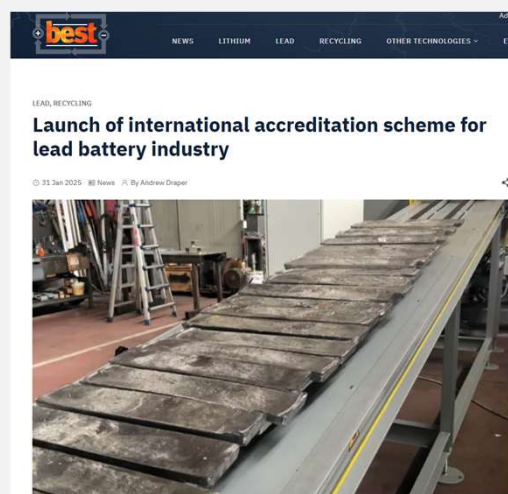 Ad
best
NEWS LITHIUM LEAD RECYCLING OTHER TECHNOLOGIES
LEAD, RECYCLING
Launch of international accreditation scheme for
lead battery industry
31 Jan 2025 News By Andrew Draper